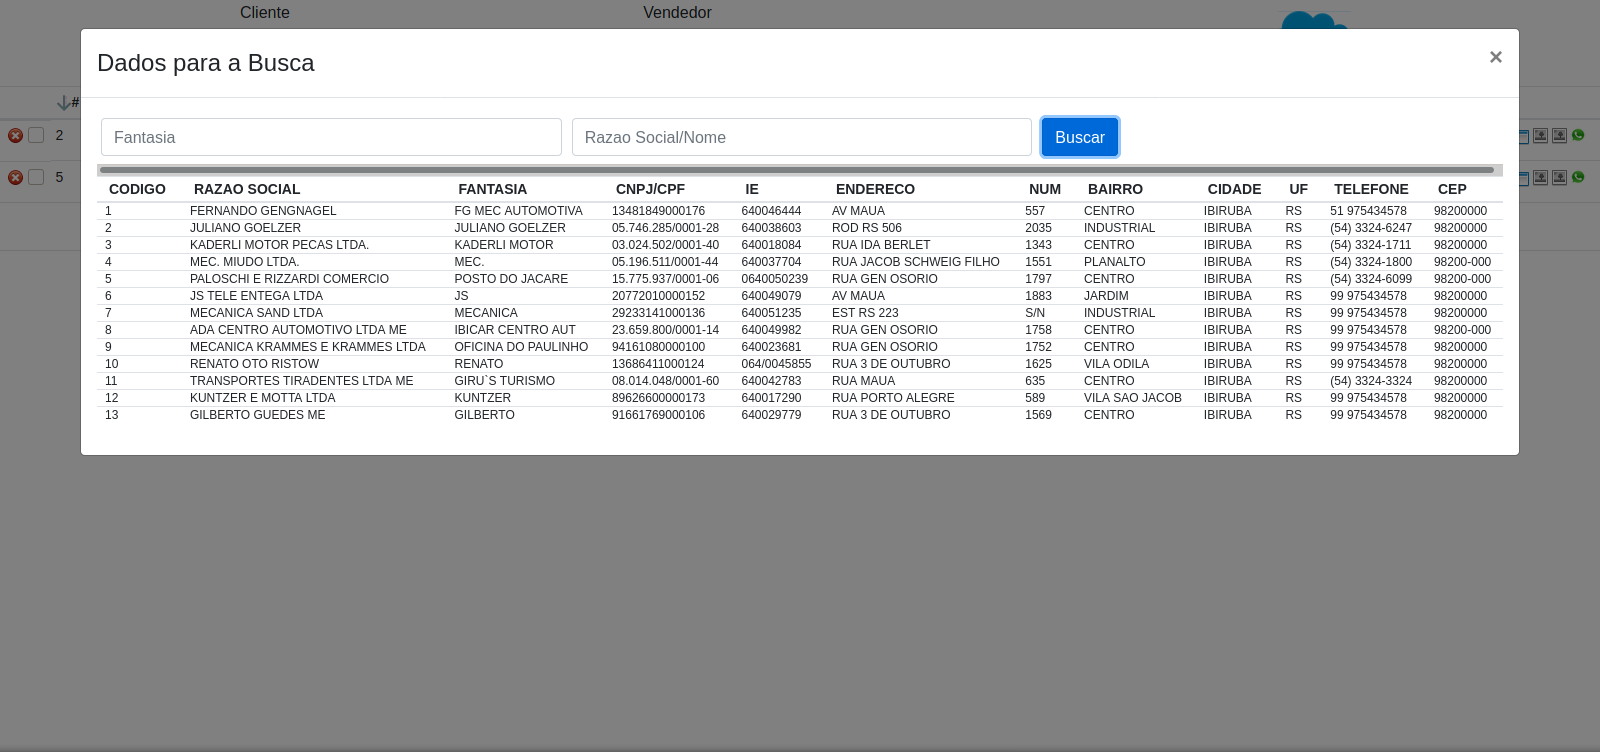 Cliente Vendedor
Dados para a Busca ×
#
Fantasia Razao Social/Nome Buscar
CODIGO RAZAO SOCIAL FANTASIA CNPJ/CPF IE ENDERECO NUM BAIRRO CIDADE UF TELEFONE CEP
2
5
1 FERNANDO GENGNAGEL FG MEC AUTOMOTIVA 13481849000176 640046444 AV MAUA 557 CENTRO IBIRUBA RS 51 975434578 98200000
2 JULIANO GOELZER JULIANO GOELZER 05.746.285/0001-28 640038603 ROD RS 506 2035 INDUSTRIAL IBIRUBA RS (54) 3324-6247 98200000
3 KADERLI MOTOR PECAS LTDA. KADERLI MOTOR 03.024.502/0001-40 640018084 RUA IDA BERLET 1343 CENTRO IBIRUBA RS (54) 3324-1711 98200000
4 MEC. MIUDO LTDA. MEC. 05.196.511/0001-44 640037704 RUA JACOB SCHWEIG FILHO 1551 PLANALTO IBIRUBA RS (54) 3324-1800 98200-000
5 PALOSCHI E RIZZARDI COMERCIO POSTO DO JACARE 15.775.937/0001-06 0640050239 RUA GEN OSORIO 1797 CENTRO IBIRUBA RS (54) 3324-6099 98200-000
6 JS TELE ENTEGA LTDA JS 20772010000152 640049079 AV MAUA 1883 JARDIM IBIRUBA RS 99 975434578 98200000
7 MECANICA SAND LTDA MECANICA 29233141000136 640051235 EST RS 223 S/N INDUSTRIAL IBIRUBA RS 99 975434578 98200000
8 ADA CENTRO AUTOMOTIVO LTDA ME IBICAR CENTRO AUT 23.659.800/0001-14 640049982 RUA GEN OSORIO 1758 CENTRO IBIRUBA RS 99 975434578 98200-000
9 MECANICA KRAMMES E KRAMMES LTDA OFICINA DO PAULINHO 94161080000100 640023681 RUA GEN OSORIO 1752 CENTRO IBIRUBA RS 99 975434578 98200000
10 RENATO OTO RISTOW RENATO 13686411000124 064/0045855 RUA 3 DE OUTUBRO 1625 VILA ODILA IBIRUBA RS 99 975434578 98200000
11 TRANSPORTES TIRADENTES LTDA ME GIRU`S TURISMO 08.014.048/0001-60 640042783 RUA MAUA 635 CENTRO IBIRUBA RS (54) 3324-3324 98200000
12 KUNTZER E MOTTA LTDA KUNTZER 89626600000173 640017290 RUA PORTO ALEGRE 589 VILA SAO JACOB IBIRUBA RS 99 975434578 98200000
13 GILBERTO GUEDES ME GILBERTO 91661769000106 640029779 RUA 3 DE OUTUBRO 1569 CENTRO IBIRUBA RS 99 975434578 98200000